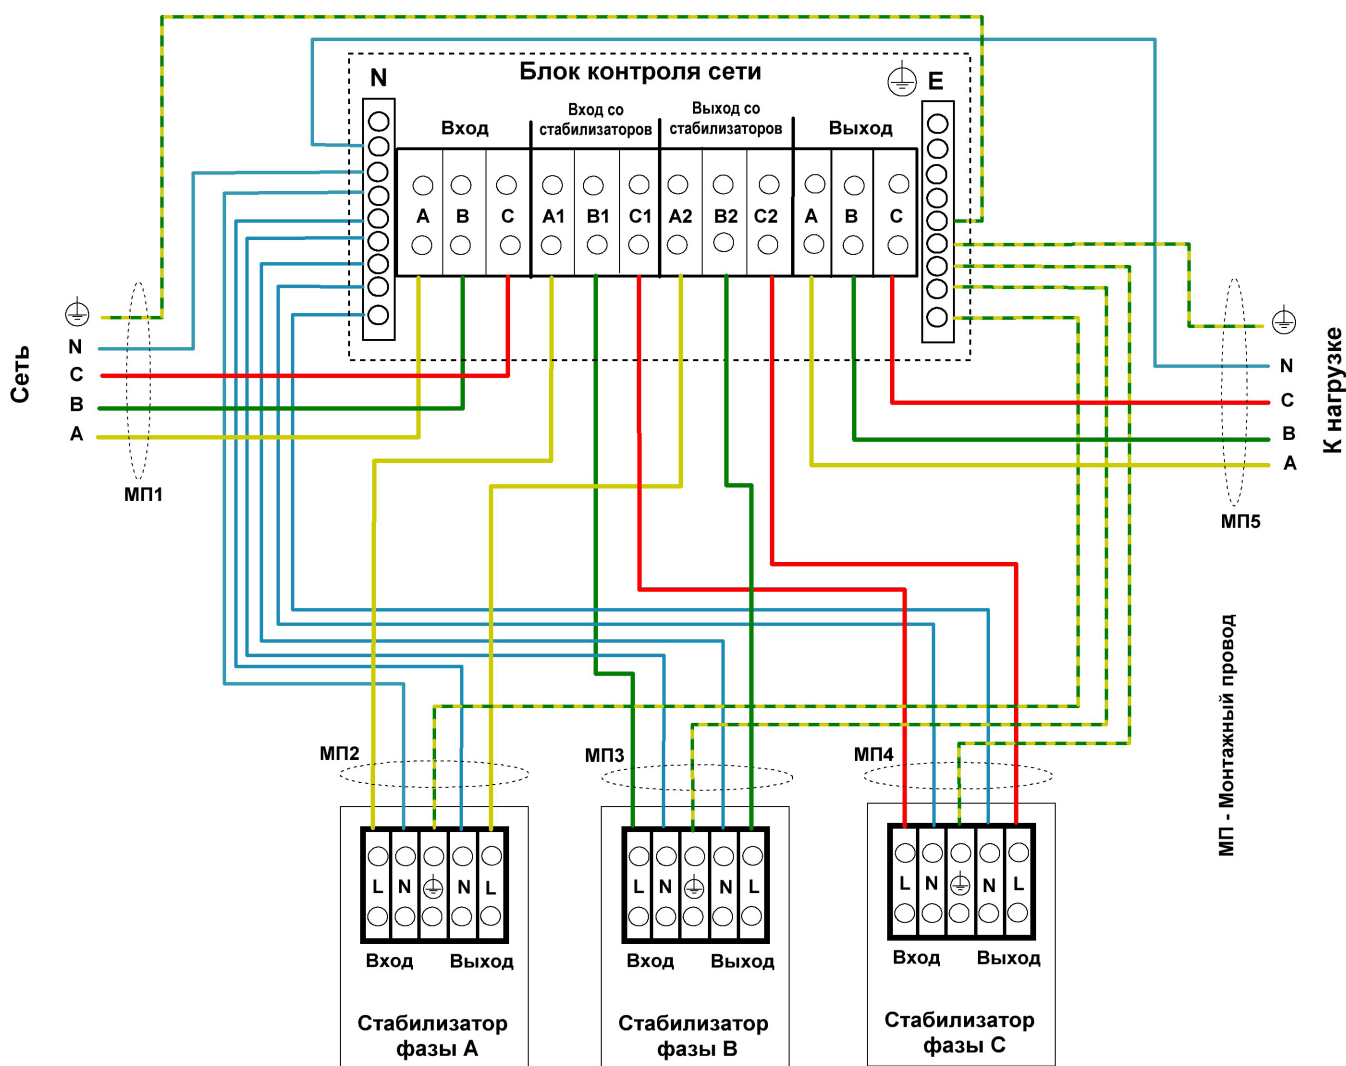 Блок контроля сети
N
E
Вход
Вход со
стабилизаторов
Выход со
стабилизаторов
Выход
A B C A1 B1 C1 A2 B2 C2 A B C
Сеть
N
C
B
A
МП1
К нагрузке
N
C
B
A
МП5
МП - Монтажный провод
МП2
МП3
МП4
L N N L
Вход Выход
Стабилизатор
фазы А
L N N L
Вход Выход
Стабилизатор
фазы В
L N N L
Вход Выход
Стабилизатор
фазы С